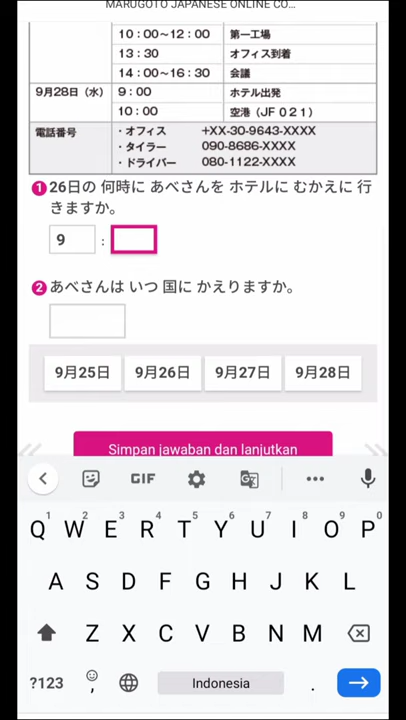 MARUGOTO JAPANESE ONLINE CO...
10：00～12：00 第一工場
13：30 オフィス到着
14：00～16：30 会議
9月28日（水） 9：00 ホテル出発
10：00 空港（JF 0 2 1）
電話番号 ・オフィス +XX-30-9643-XXXX
・タイラー 090-8686-XXXX
・ドライバー 080-1122-XXXX
1 26日の 何時に あべさんを ホテルに むかえに 行
きますか。
9 :
2 あべさんは いつ 国に かえりますか。
9月25日 9月26日 9月27日 9月28日
Simpan jawaban dan lanjutkan
GIF
1 2 3 4 5 6 7 8 9 0
Q W E R T Y U I O P
A S D F G H J K L
Z X C V B N M
?123 , Indonesia .